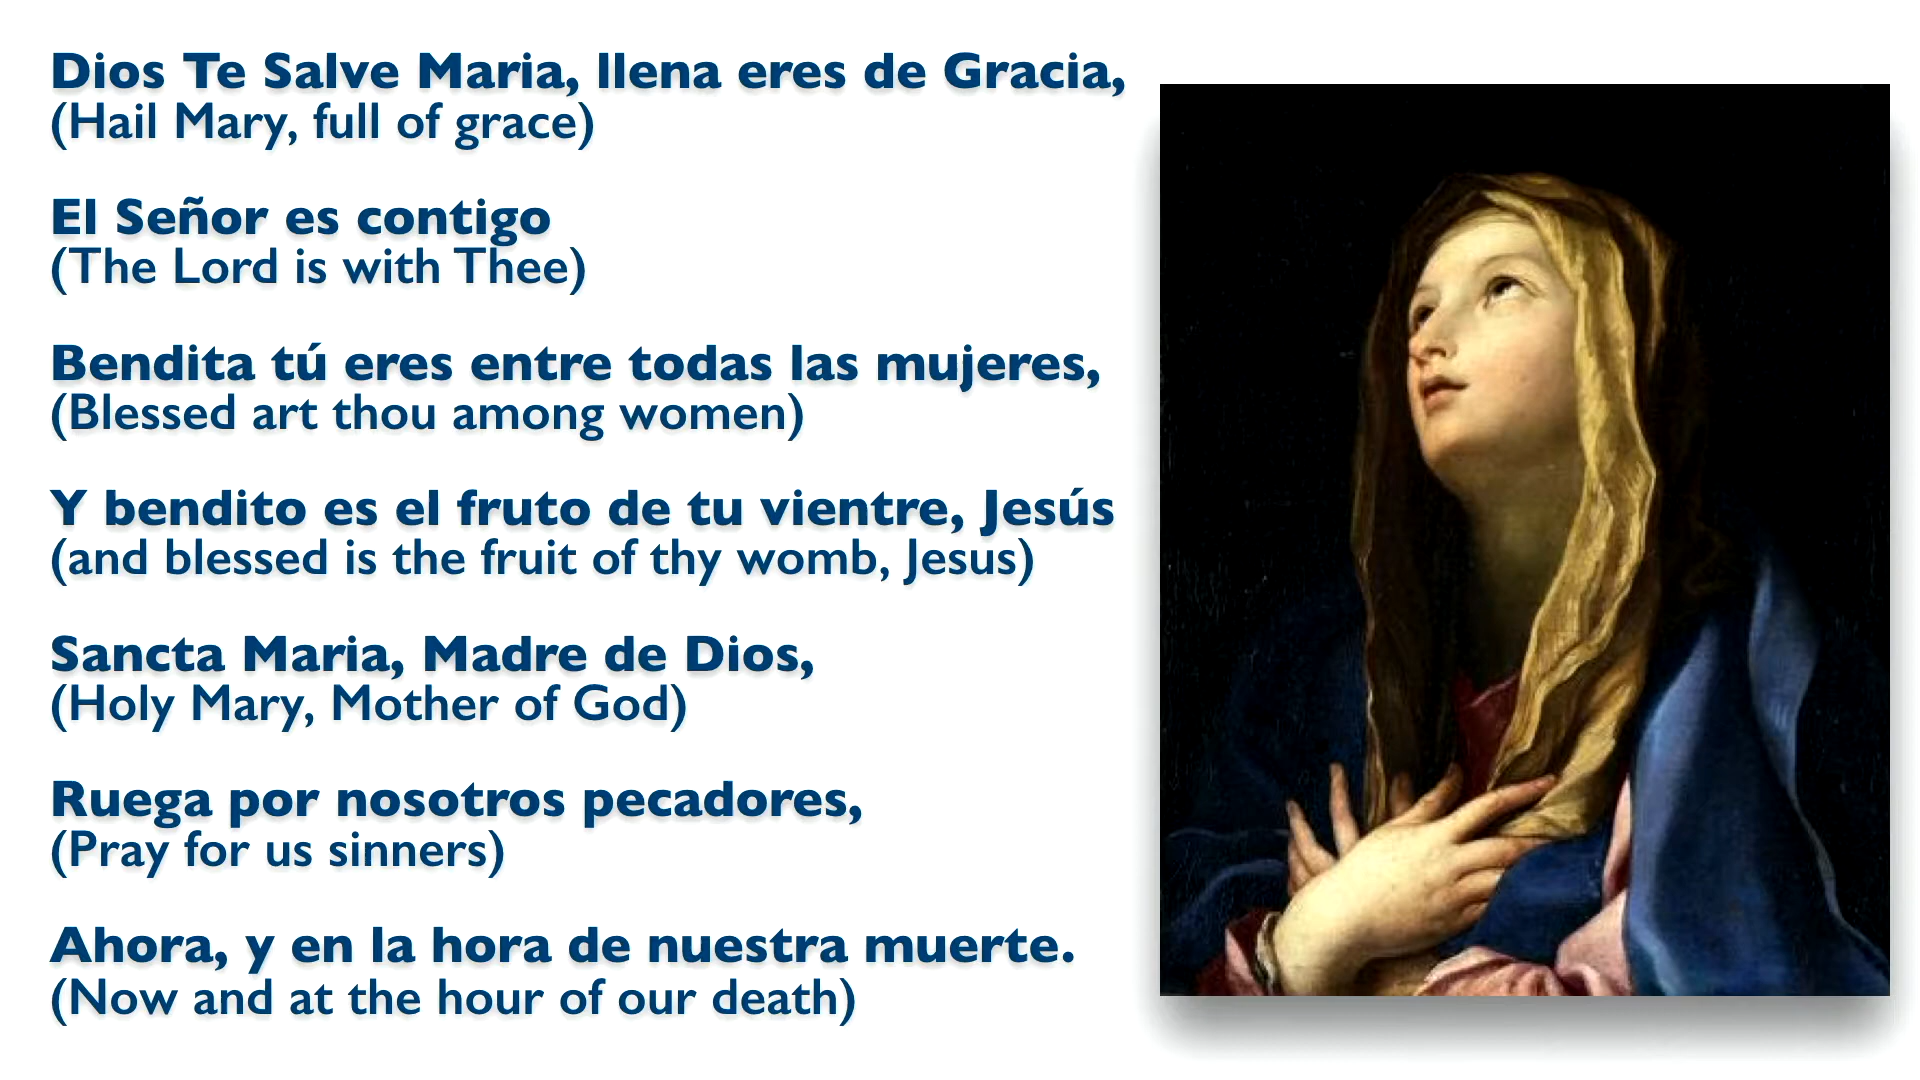 Dios Te Salve Maria, llena eres de Gracia,
(Hail Mary, full of grace)
El Señor es contigo
(The Lord is with Thee)
Bendita tú eres entre todas las mujeres,
(Blessed art thou among women)
Y bendito es el fruto de tu vientre, Jesús
(and blessed is the fruit of thy womb, Jesus)
Sancta Maria, Madre de Dios,
(Holy Mary, Mother of God)
Ruega por nosotros pecadores,
(Pray for us sinners)
Ahora, y en la hora de nuestra muerte.
(Now and at the hour of our death)